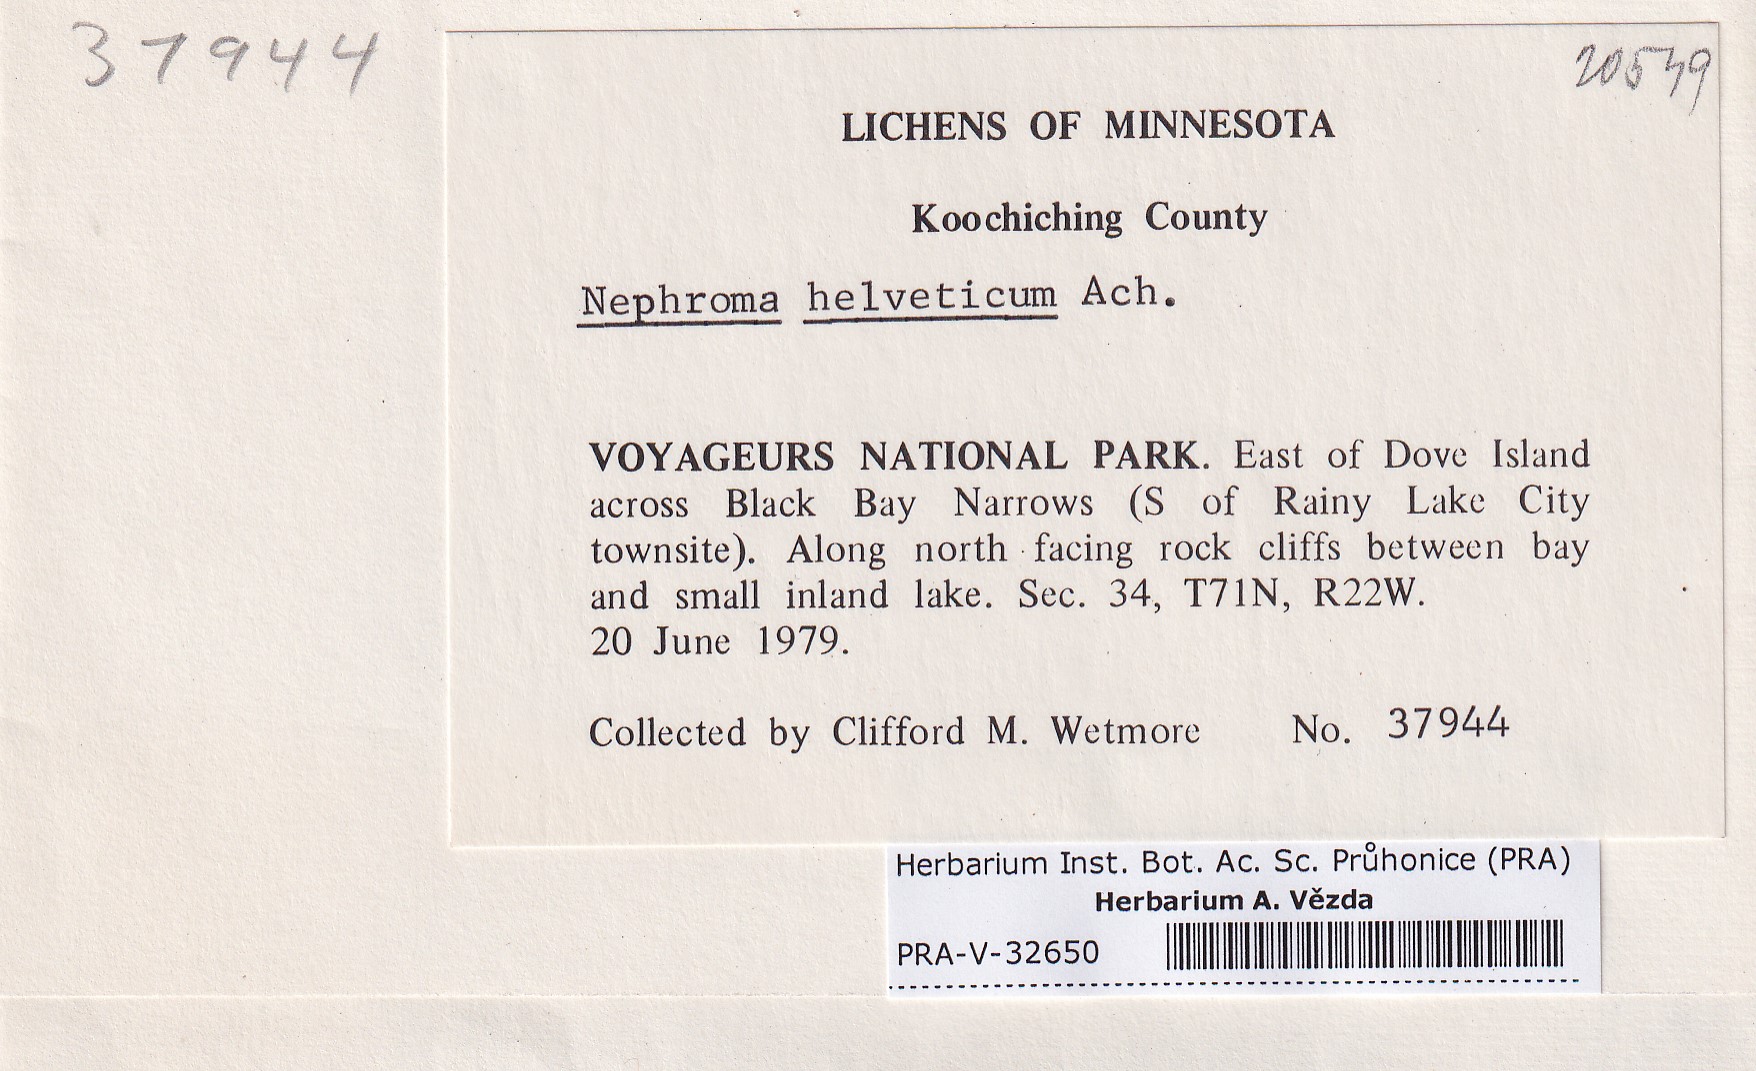 37944
20549
LICHENS OF MINNESOTA
Koochiching County
Nephroma helveticum Ach.
VOYAGEURS NATIONAL PARK. East of Dove Island
across Black Bay Narrows (S of Rainy Lake City
townsite). Along north facing rock cliffs between bay
and small inland lake. Sec. 34, T71N, R22W.
20 June 1979.
Collected by Clifford M. Wetmore No. 37944
Herbarium Inst. Bot. Ac. Sc. Průhonice (PRA)
Herbarium A. Vězda
PRA-V-32650